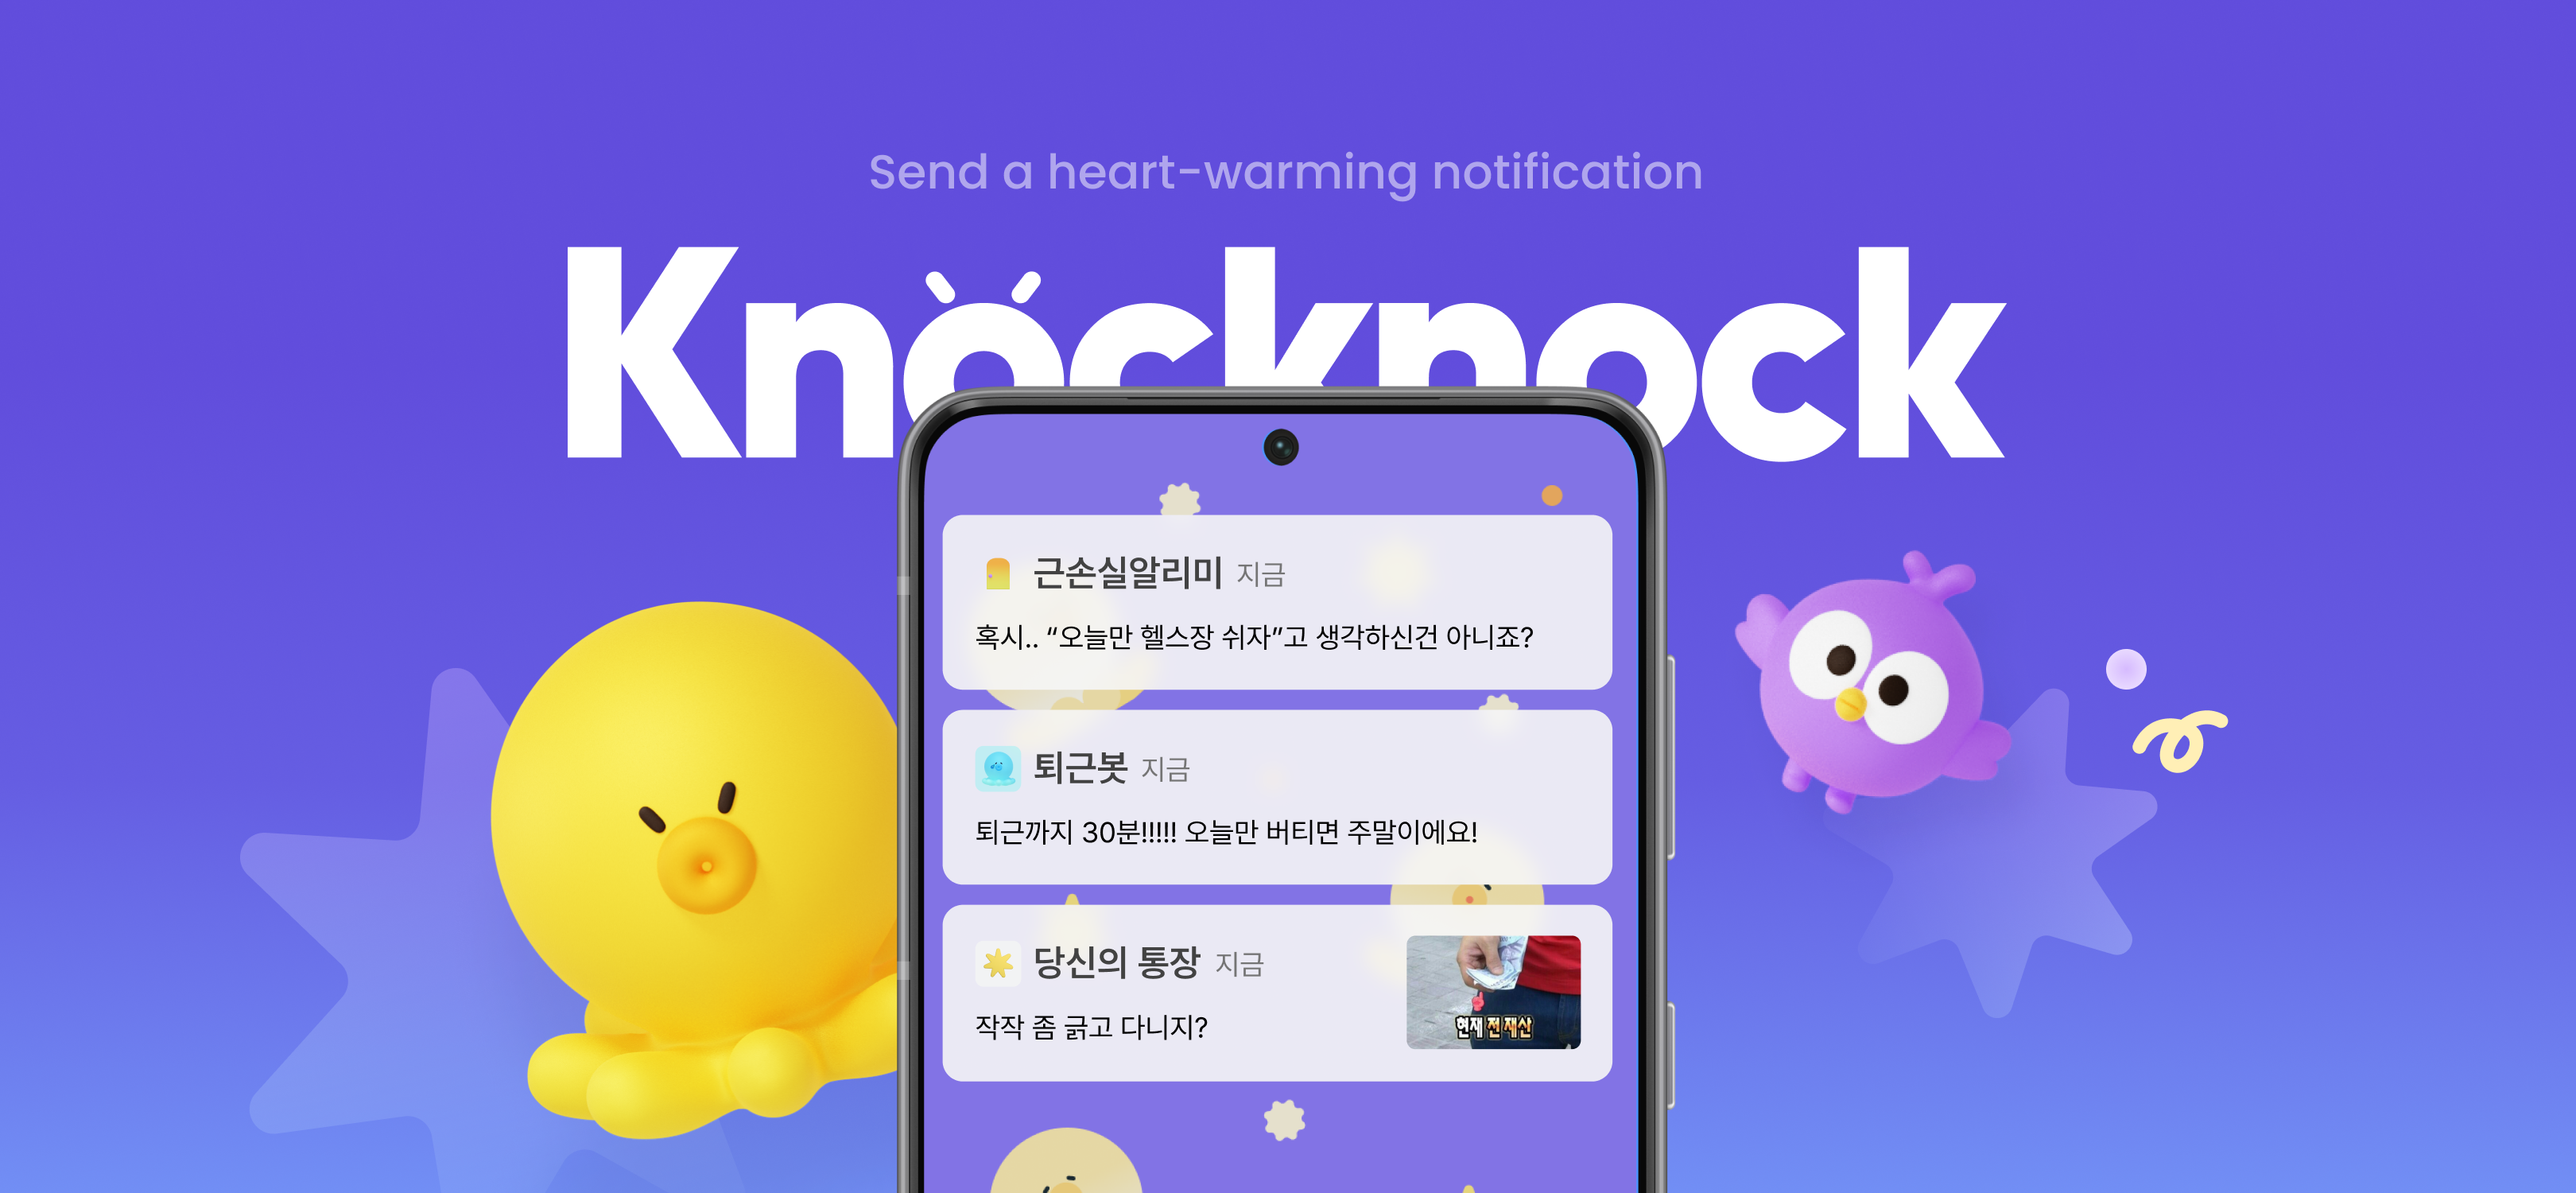 Send a heart-warming notification
Knocknock
근손실알리미 지금
혹시.. “오늘만 헬스장 쉬자”고 생각하신건 아니죠?
퇴근봇 지금
퇴근까지 30분!!!!! 오늘만 버티면 주말이에요!
당신의 통장 지금
작작 좀 긁고 다니지?
현재 전 재산